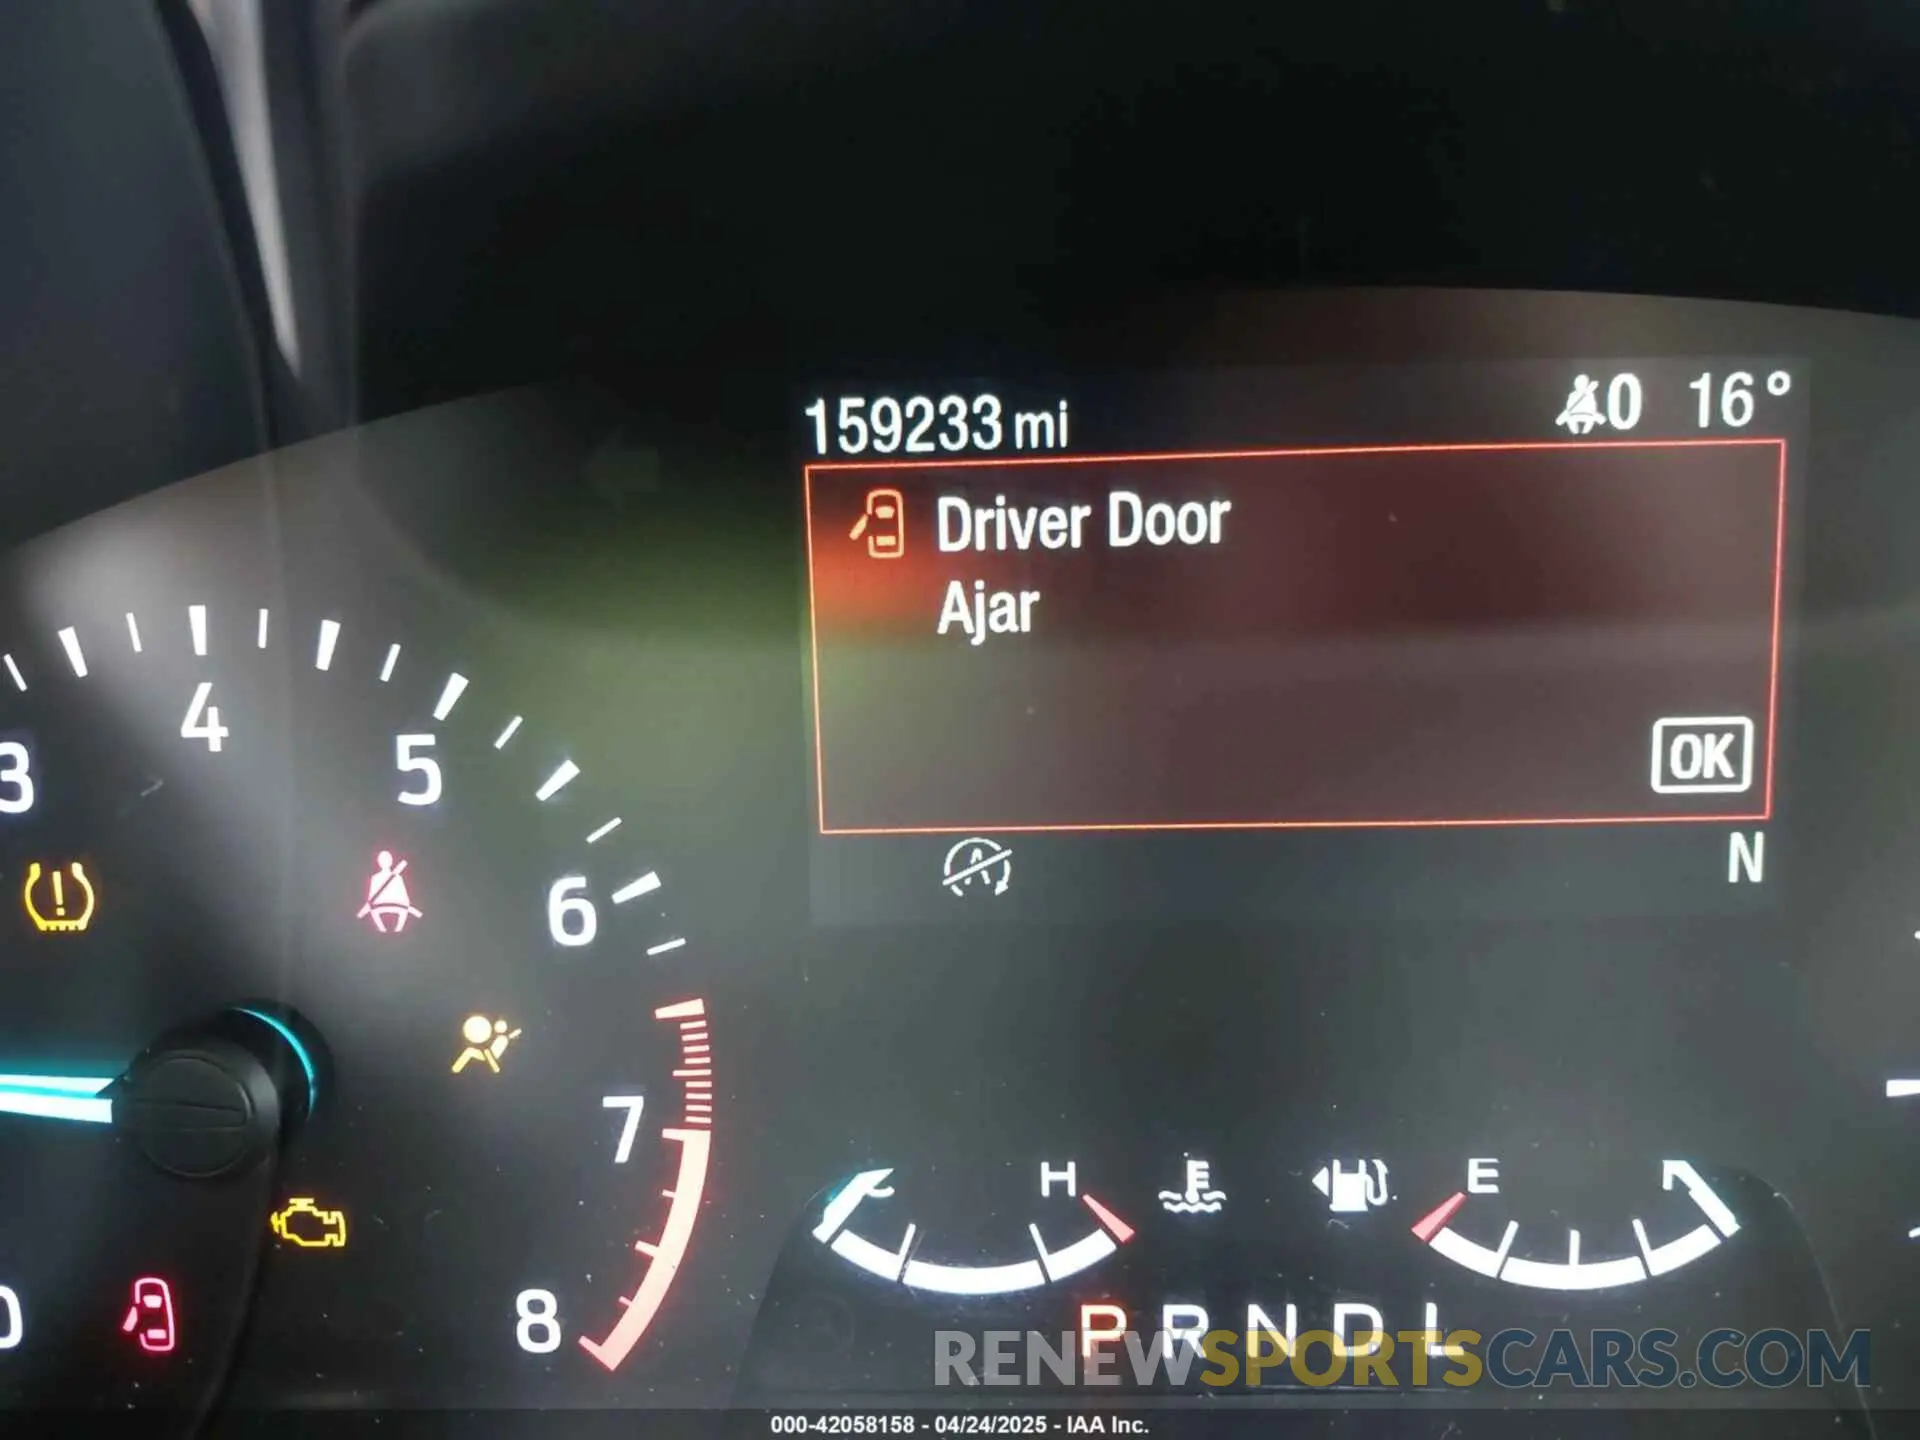 159233 mi 0 16°
Driver Door
Ajar
OK
N
3
4
5
6
7
8
0
H
E
P R N D L
RENEWSPORTSCARS.COM
000-42058158 - 04/24/2025 - IAA Inc.